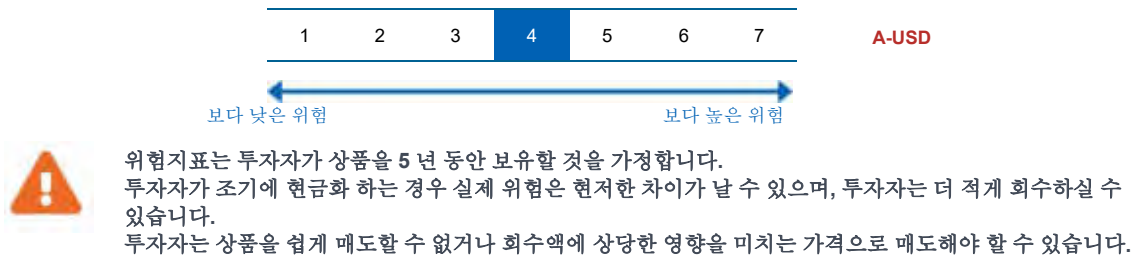 1 2 3 4 5 6 7 A-USD
보다 낮은 위험 보다 높은 위험
위험지표는 투자자가 상품을 5 년 동안 보유할 것을 가정합니다.
투자자가 조기에 현금화 하는 경우 실제 위험은 현저한 차이가 날 수 있으며, 투자자는 더 적게 회수하실 수
있습니다.
투자자는 상품을 쉽게 매도할 수 없거나 회수액에 상당한 영향을 미치는 가격으로 매도해야 할 수 있습니다.